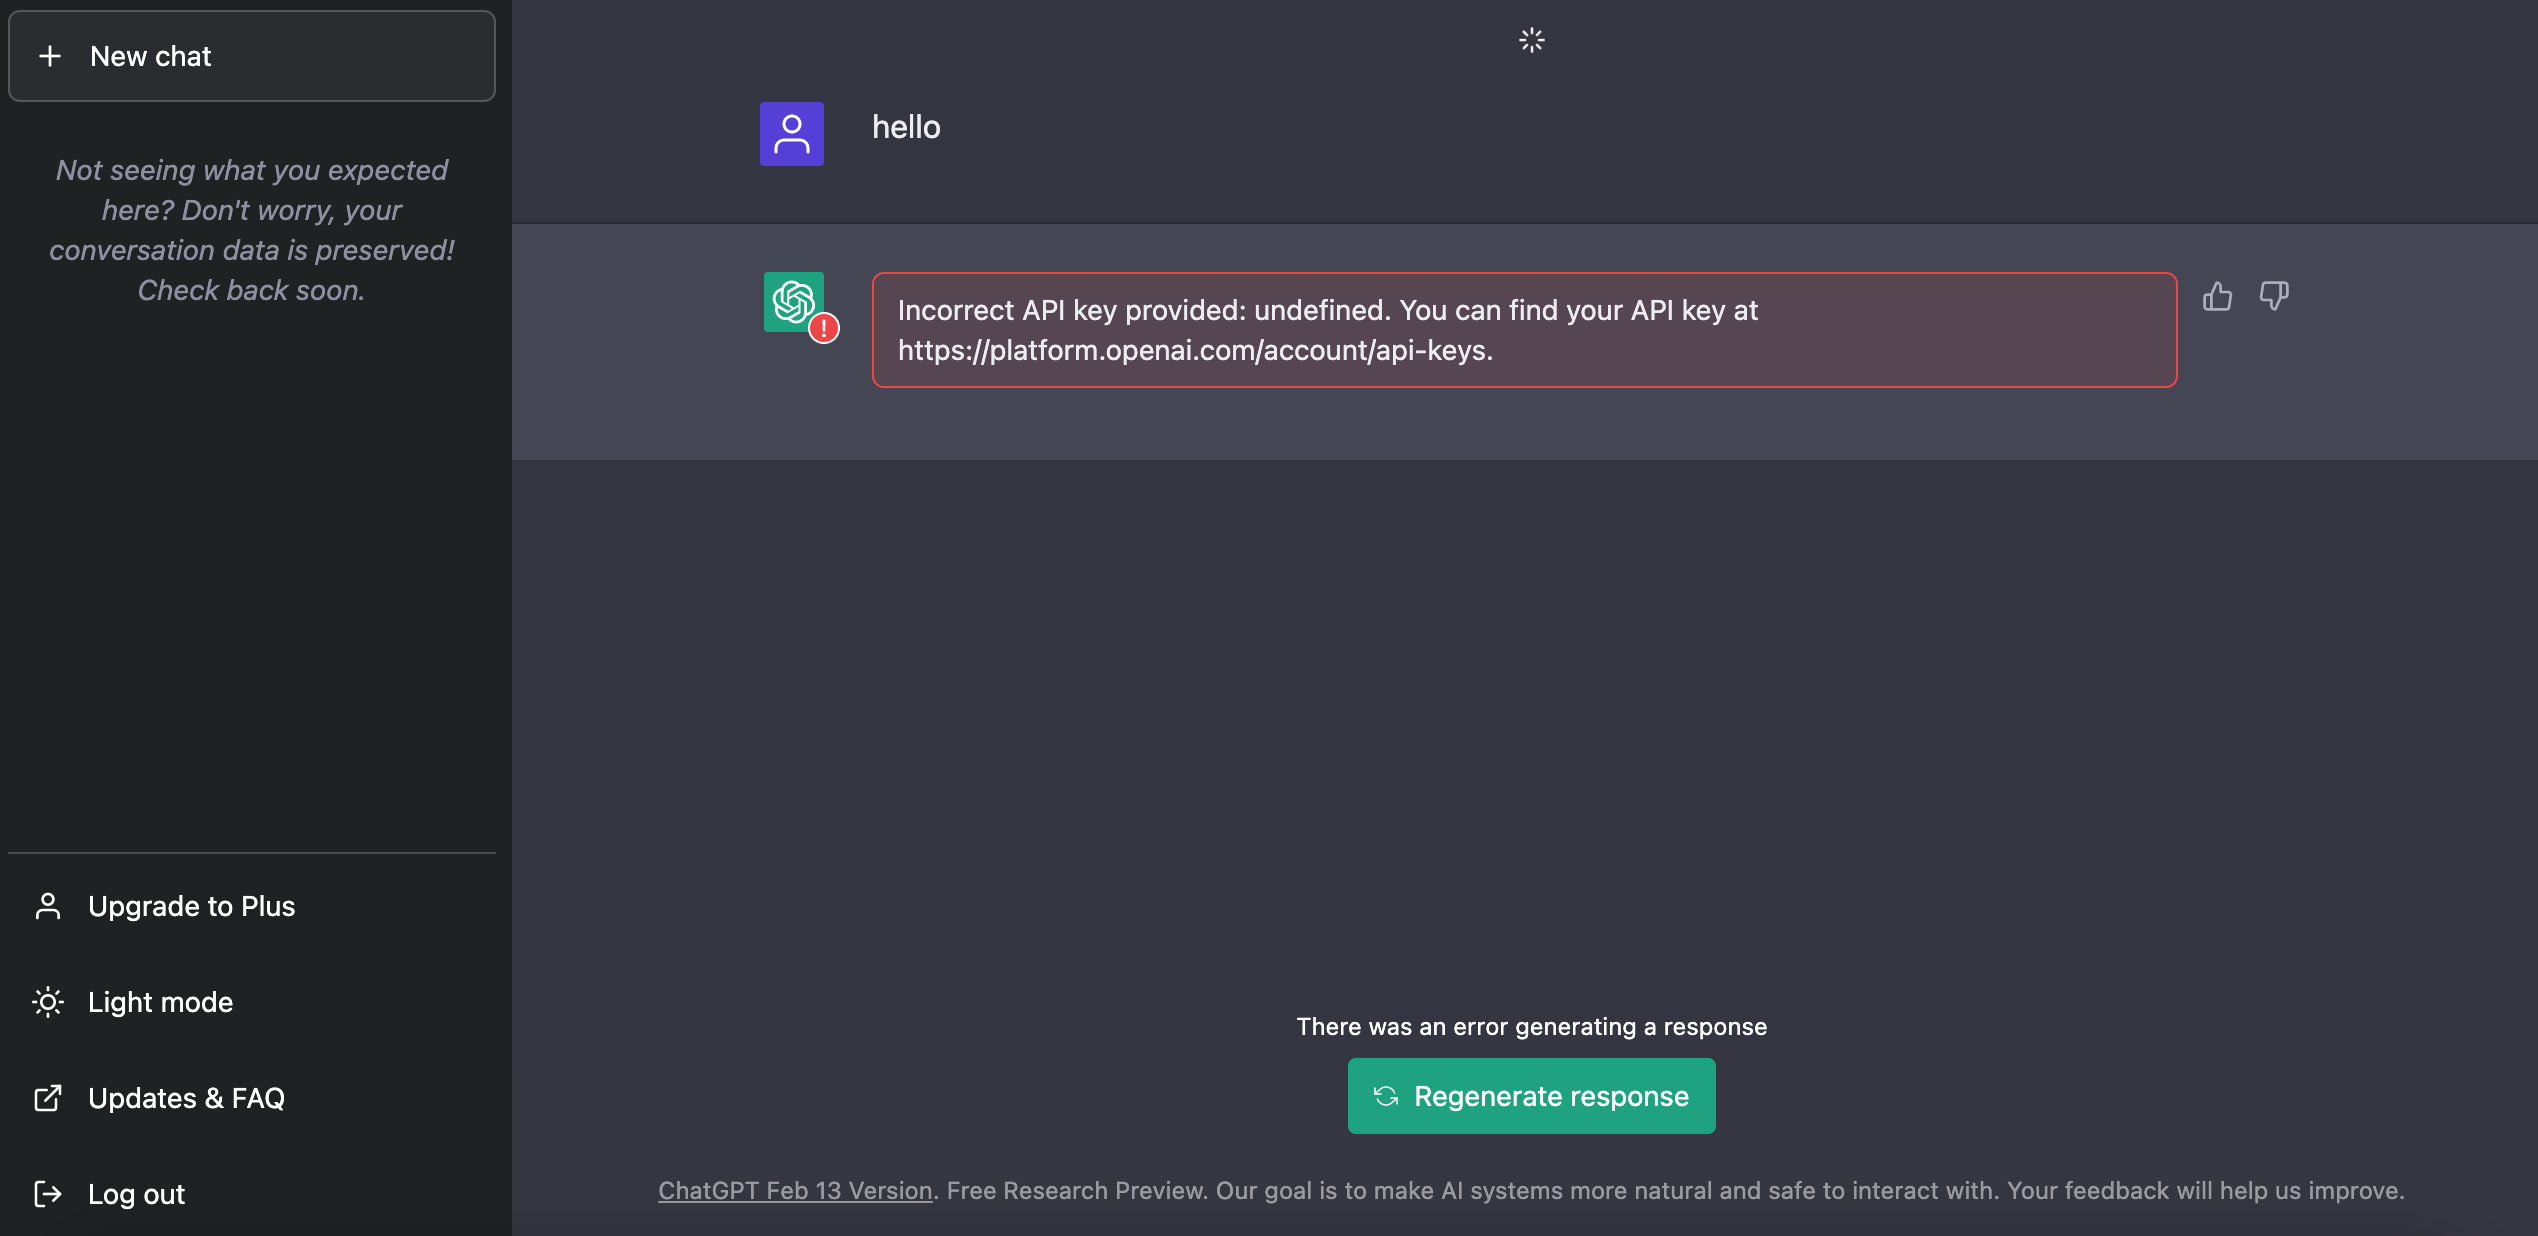 New chat
Not seeing what you expected
here? Don't worry, your
conversation data is preserved!
Check back soon.
Upgrade to Plus
Light mode
Updates & FAQ
Log out
hello
Incorrect API key provided: undefined. You can find your API key at
https://platform.openai.com/account/api-keys.
There was an error generating a response
Regenerate response
ChatGPT Feb 13 Version. Free Research Preview. Our goal is to make AI systems more natural and safe to interact with. Your feedback will help us improve.